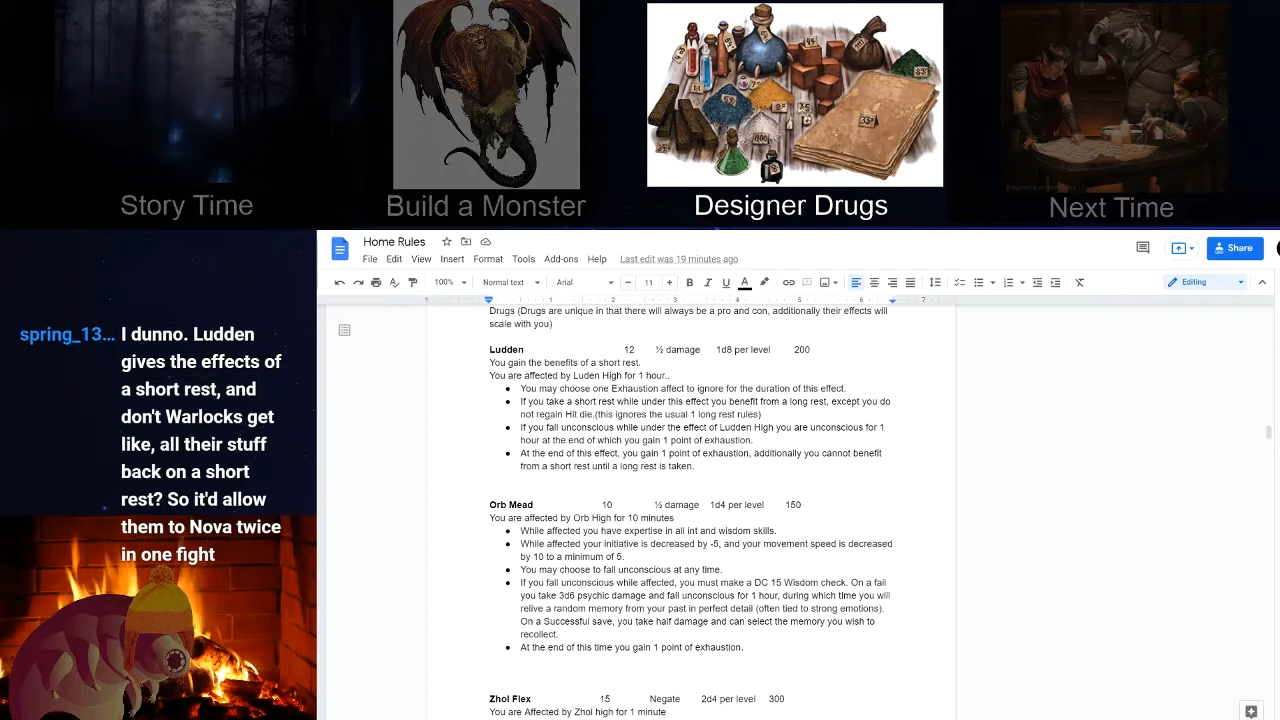 Story Time
Build a Monster
Designer Drugs
Next Time
Home Rules
File Edit View Insert Format Tools Add-ons Help Last edit was 19 minutes ago
Share
100% Normal text Arial 11 Editing
1 1 2 3 4 5 6 7
spring_13... I dunno. Ludden
gives the effects of
a short rest, and
don't Warlocks get
like, all their stuff
back on a short
rest? So it'd allow
them to Nova twice
in one fight
Drugs (Drugs are unique in that there will always be a pro and con, additionally their effects will
scale with you)
Ludden 12 ½ damage 1d8 per level 200
You gain the benefits of a short rest.
You are affected by Luden High for 1 hour..
● You may choose one Exhaustion affect to ignore for the duration of this effect.
● If you take a short rest while under this effect you benefit from a long rest, except you do
not regain Hit die.(this ignores the usual 1 long rest rules)
● If you fall unconscious while under the effect of Ludden High you are unconscious for 1
hour at the end of which you gain 1 point of exhaustion.
● At the end of this effect, you gain 1 point of exhaustion, additionally you cannot benefit
from a short rest until a long rest is taken.
Orb Mead 10 ½ damage 1d4 per level 150
You are affected by Orb High for 10 minutes
● While affected you have expertise in all int and wisdom skills.
● While affected your initiative is decreased by -5, and your movement speed is decreased
by 10 to a minimum of 5.
● You may choose to fall unconscious at any time.
● If you fall unconscious while affected, you must make a DC 15 Wisdom check. On a fail
you take 3d6 psychic damage and fall unconscious for 1 hour, during which time you will
relive a random memory from your past in perfect detail (often tied to strong emotions).
On a Successful save, you take half damage and can select the memory you wish to
recollect.
● At the end of this time you gain 1 point of exhaustion.
Zhol Flex 15 Negate 2d4 per level 300
You are Affected by Zhol high for 1 minute